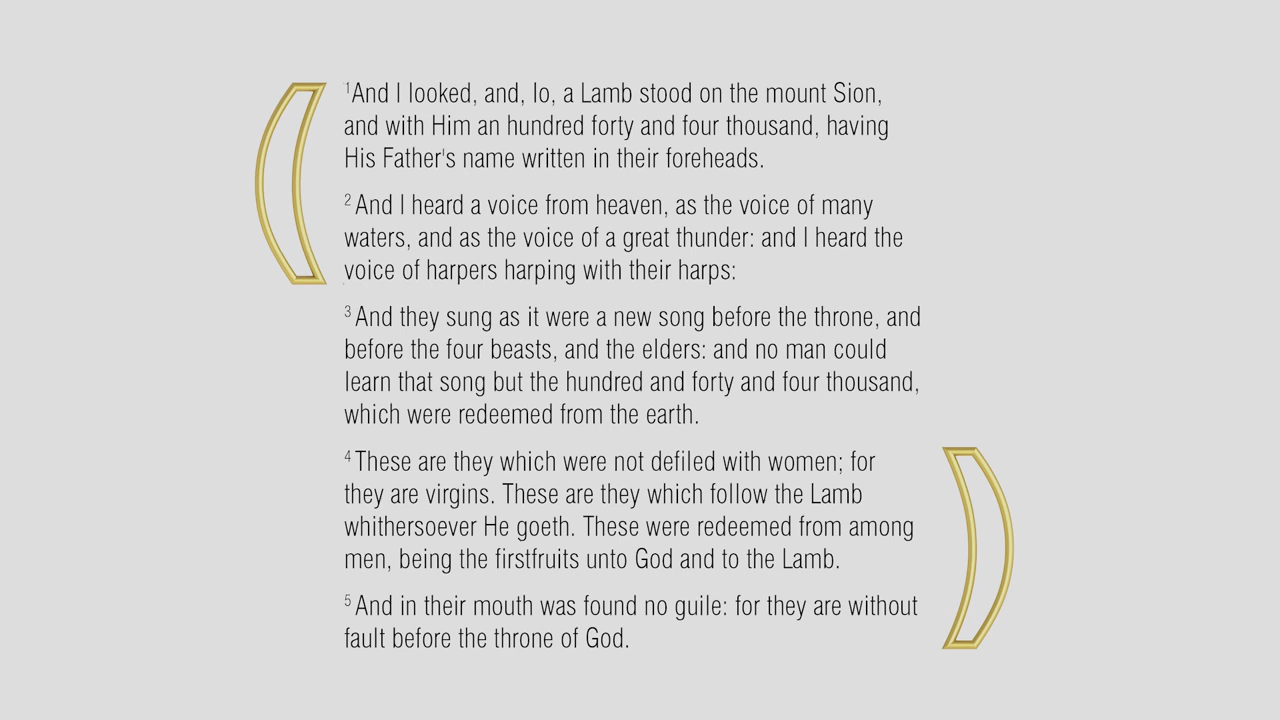 1And I looked, and, lo, a Lamb stood on the mount Sion,
and with Him an hundred forty and four thousand, having
His Father's name written in their foreheads.
2 And I heard a voice from heaven, as the voice of many
waters, and as the voice of a great thunder: and I heard the
voice of harpers harping with their harps:
3 And they sung as it were a new song before the throne, and
before the four beasts, and the elders: and no man could
learn that song but the hundred and forty and four thousand,
which were redeemed from the earth.
4 These are they which were not defiled with women; for
they are virgins. These are they which follow the Lamb
whithersoever He goeth. These were redeemed from among
men, being the firstfruits unto God and to the Lamb.
5 And in their mouth was found no guile: for they are without
fault before the throne of God.